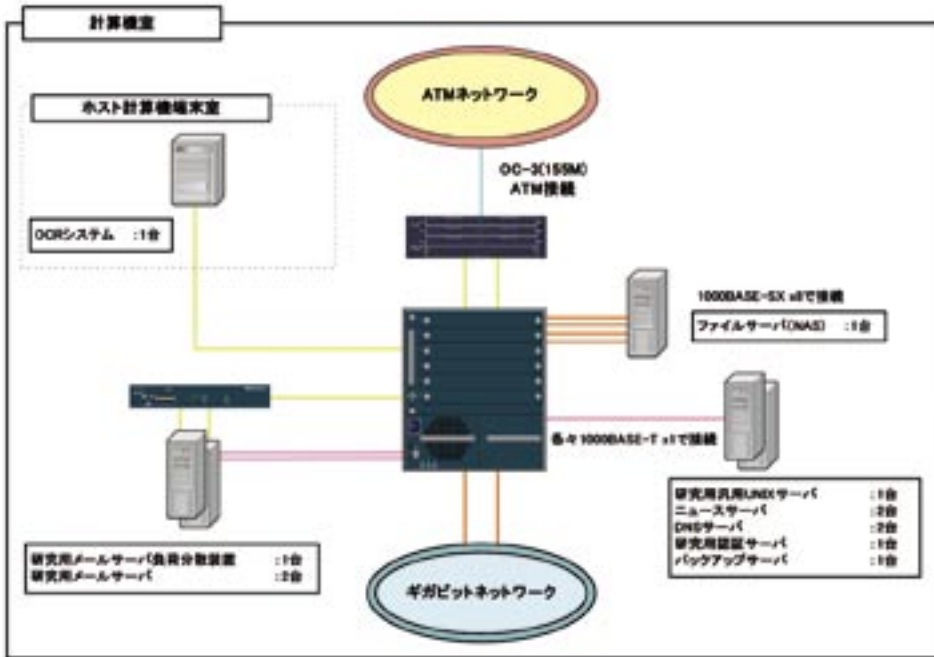 計算機室
ATMネットワーク
ホスト計算機端末室
OC-3(155M)
ATM接続
OCRシステム :1台
1000BASE-SX x8で接続
ファイルサーバ(NAS) :1台
各々1000BASE-T x1で接続
研究用汎用UNIXサーバ :1台
ニュースサーバ :2台
DNSサーバ :2台
研究用認証サーバ :1台
バックアップサーバ :1台
研究用メールサーバ負荷分散装置 :1台
研究用メールサーバ :2台
ギガビットネットワーク